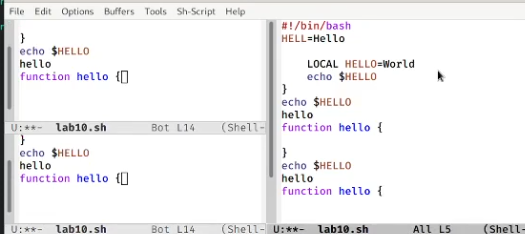 File Edit Options Buffers Tools Sh-Script Help
}
echo $HELLO
hello
function hello {
U:**- lab10.sh Bot L14 (Shell-
}
echo $HELLO
hello
function hello {
U:**- lab10.sh Bot L14 (Shell-
#!/bin/bash
HELL=Hello
LOCAL HELLO=World
echo $HELLO
}
echo $HELLO
hello
function hello {
}
echo $HELLO
hello
function hello {
U:**- lab10.sh All L5 (Shell-